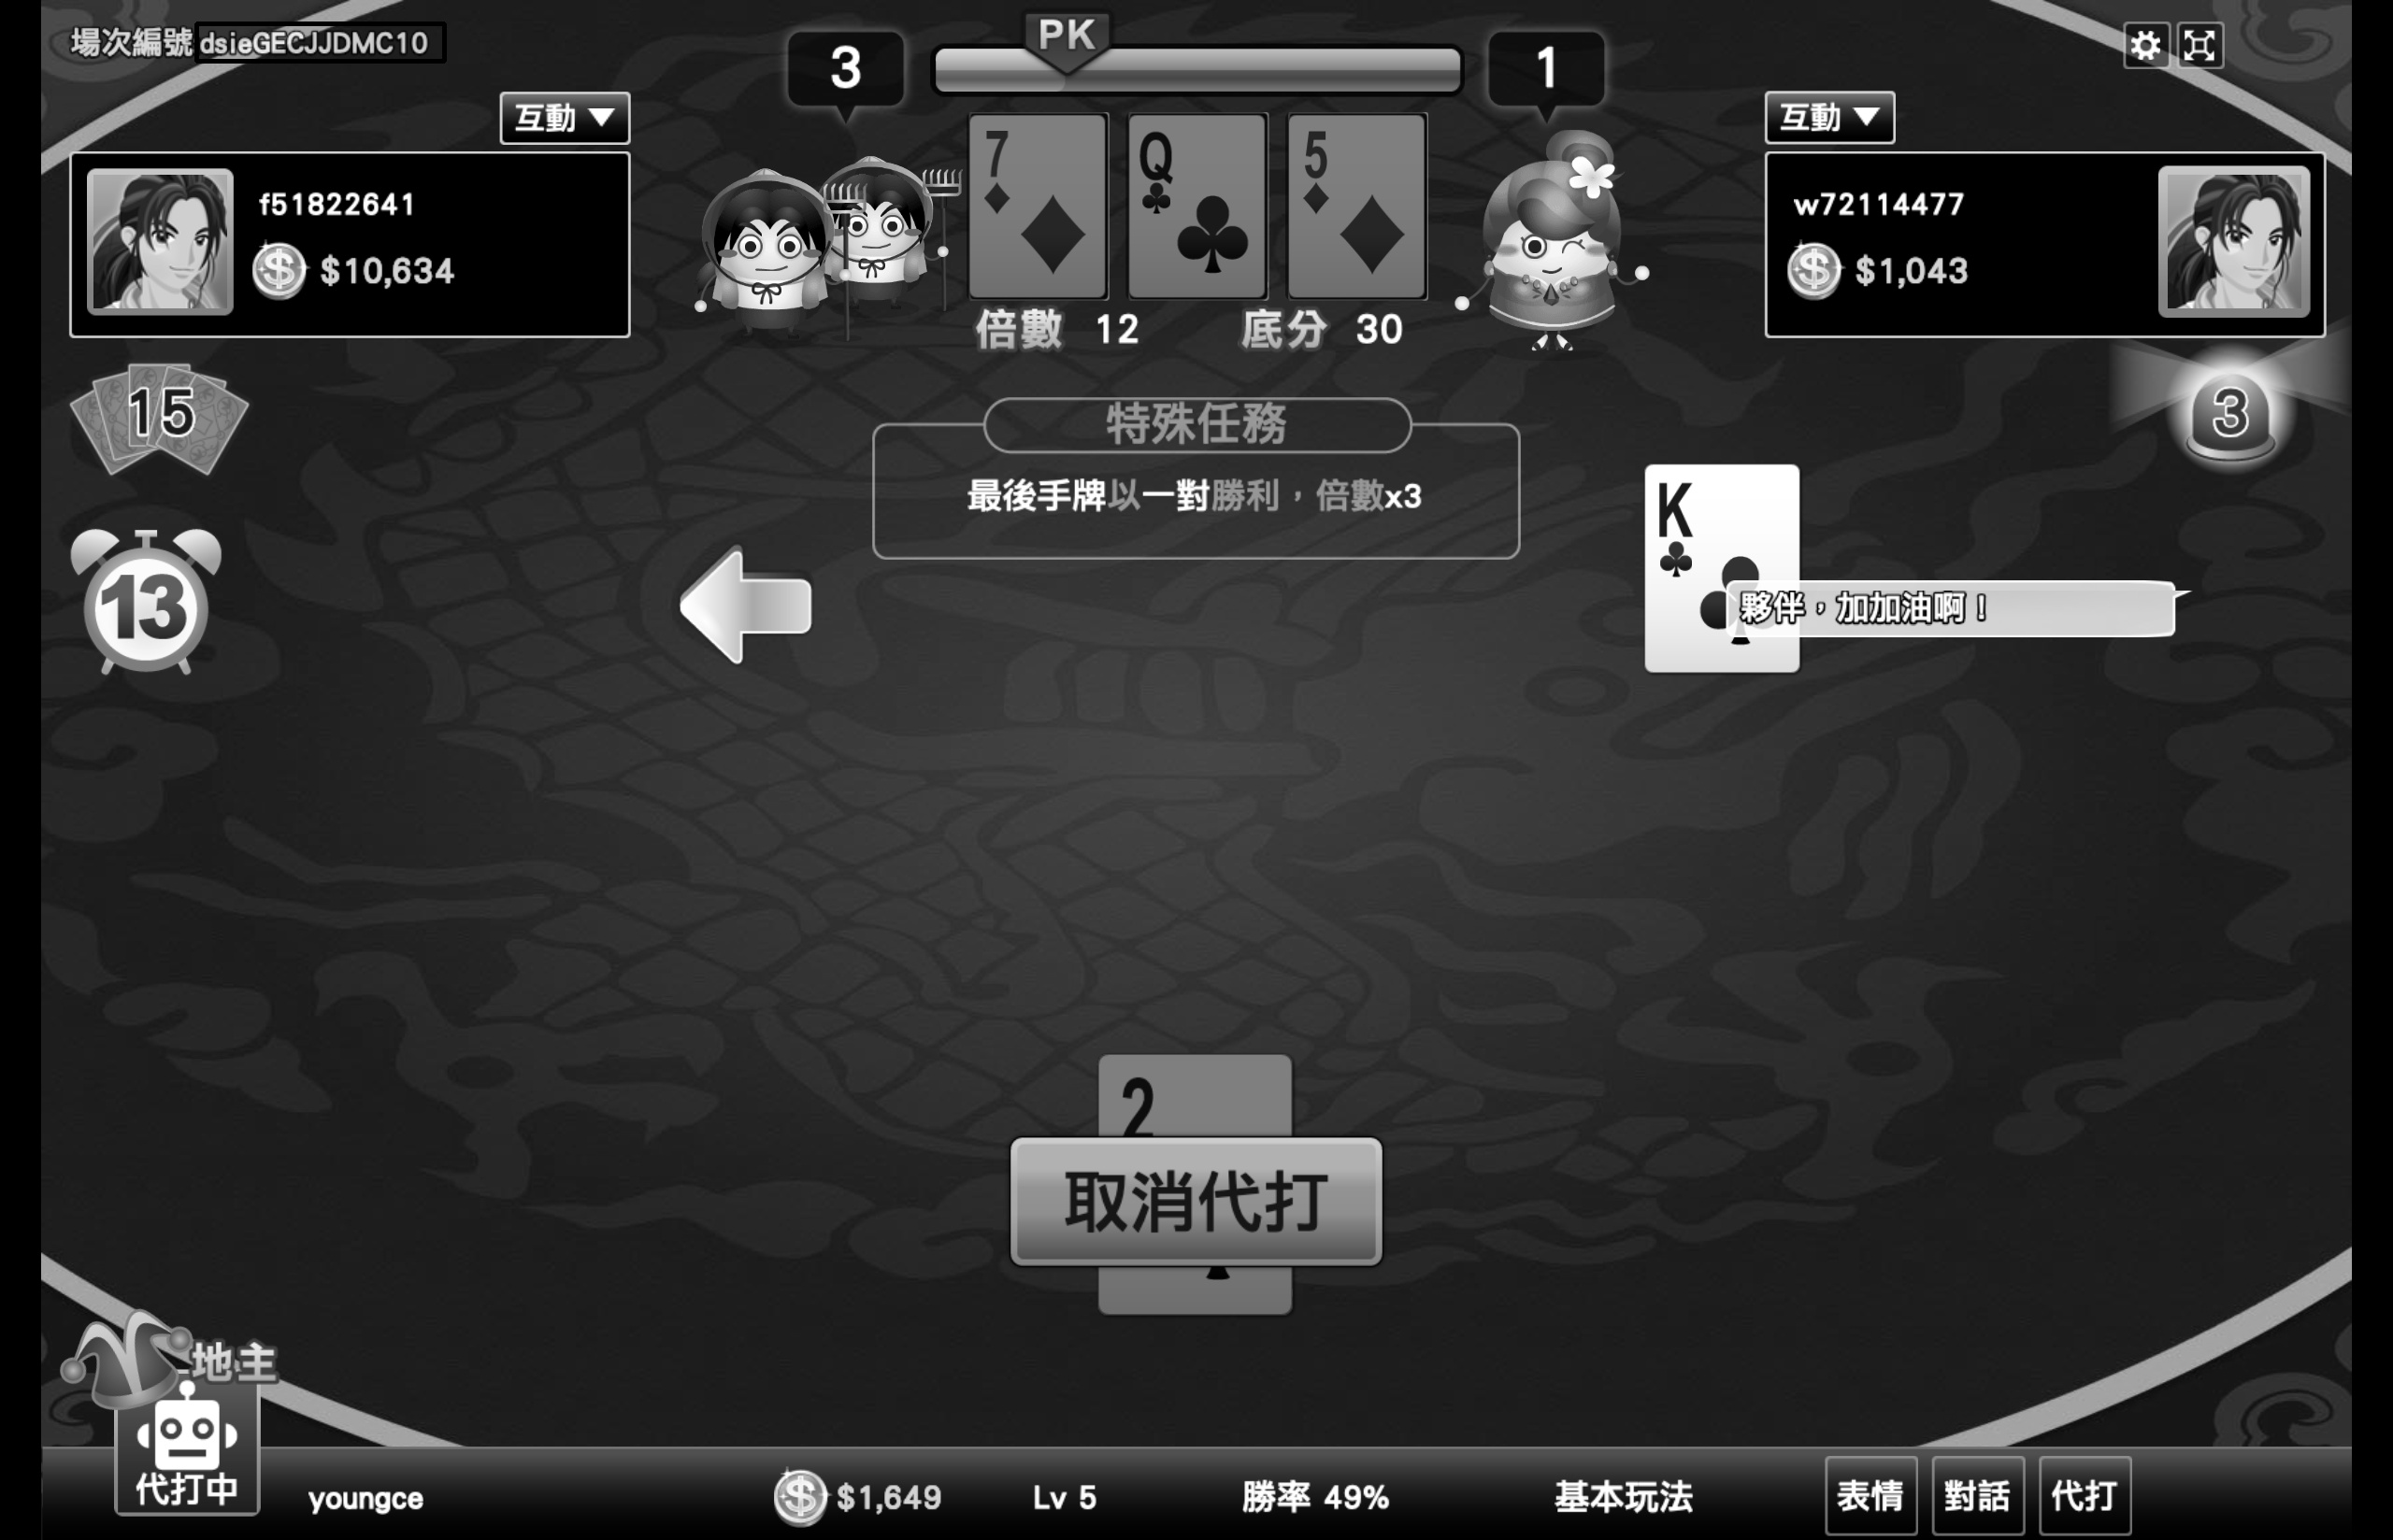 場次編號 dsieGECJJDMC10
PK
3
1
互動 ▼
互動 ▼
f51822641
$10,634
7
Q
5
w72114477
$1,043
倍數 12 底分 30
15
3
特殊任務
最後手牌以一對勝利，倍數x3
K
13
夥伴，加加油啊！
2
取消代打
地主
代打中
youngce
$1,649
Lv 5
勝率 49%
基本玩法
表情
對話
代打